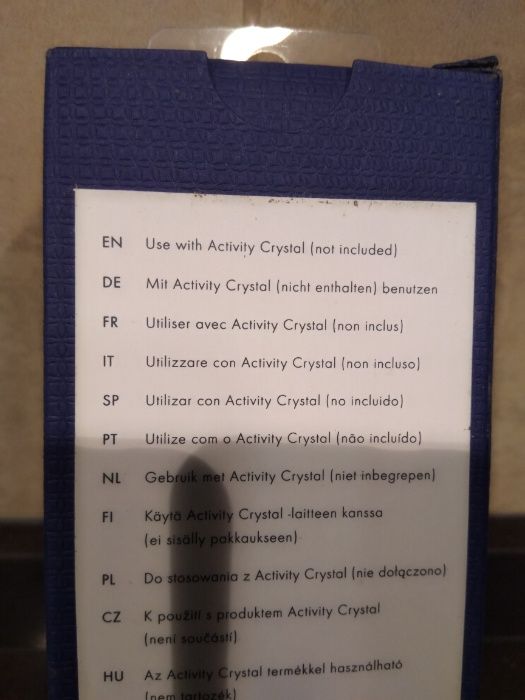 EN Use with Activity Crystal (not included)
DE Mit Activity Crystal (nicht enthalten) benutzen
FR Utiliser avec Activity Crystal (non inclus)
IT Utilizzare con Activity Crystal (non incluso)
SP Utilizar con Activity Crystal (no incluido)
PT Utilize com o Activity Crystal (não incluído)
NL Gebruik met Activity Crystal (niet inbegrepen)
FI Käytä Activity Crystal -laitteen kanssa
(ei sisälly pakkaukseen)
PL Do stosowania z Activity Crystal (nie dołączono)
CZ K použití s produktem Activity Crystal
(není součástí)
HU Az Activity Crystal termékkel használható
(nem tartozék)